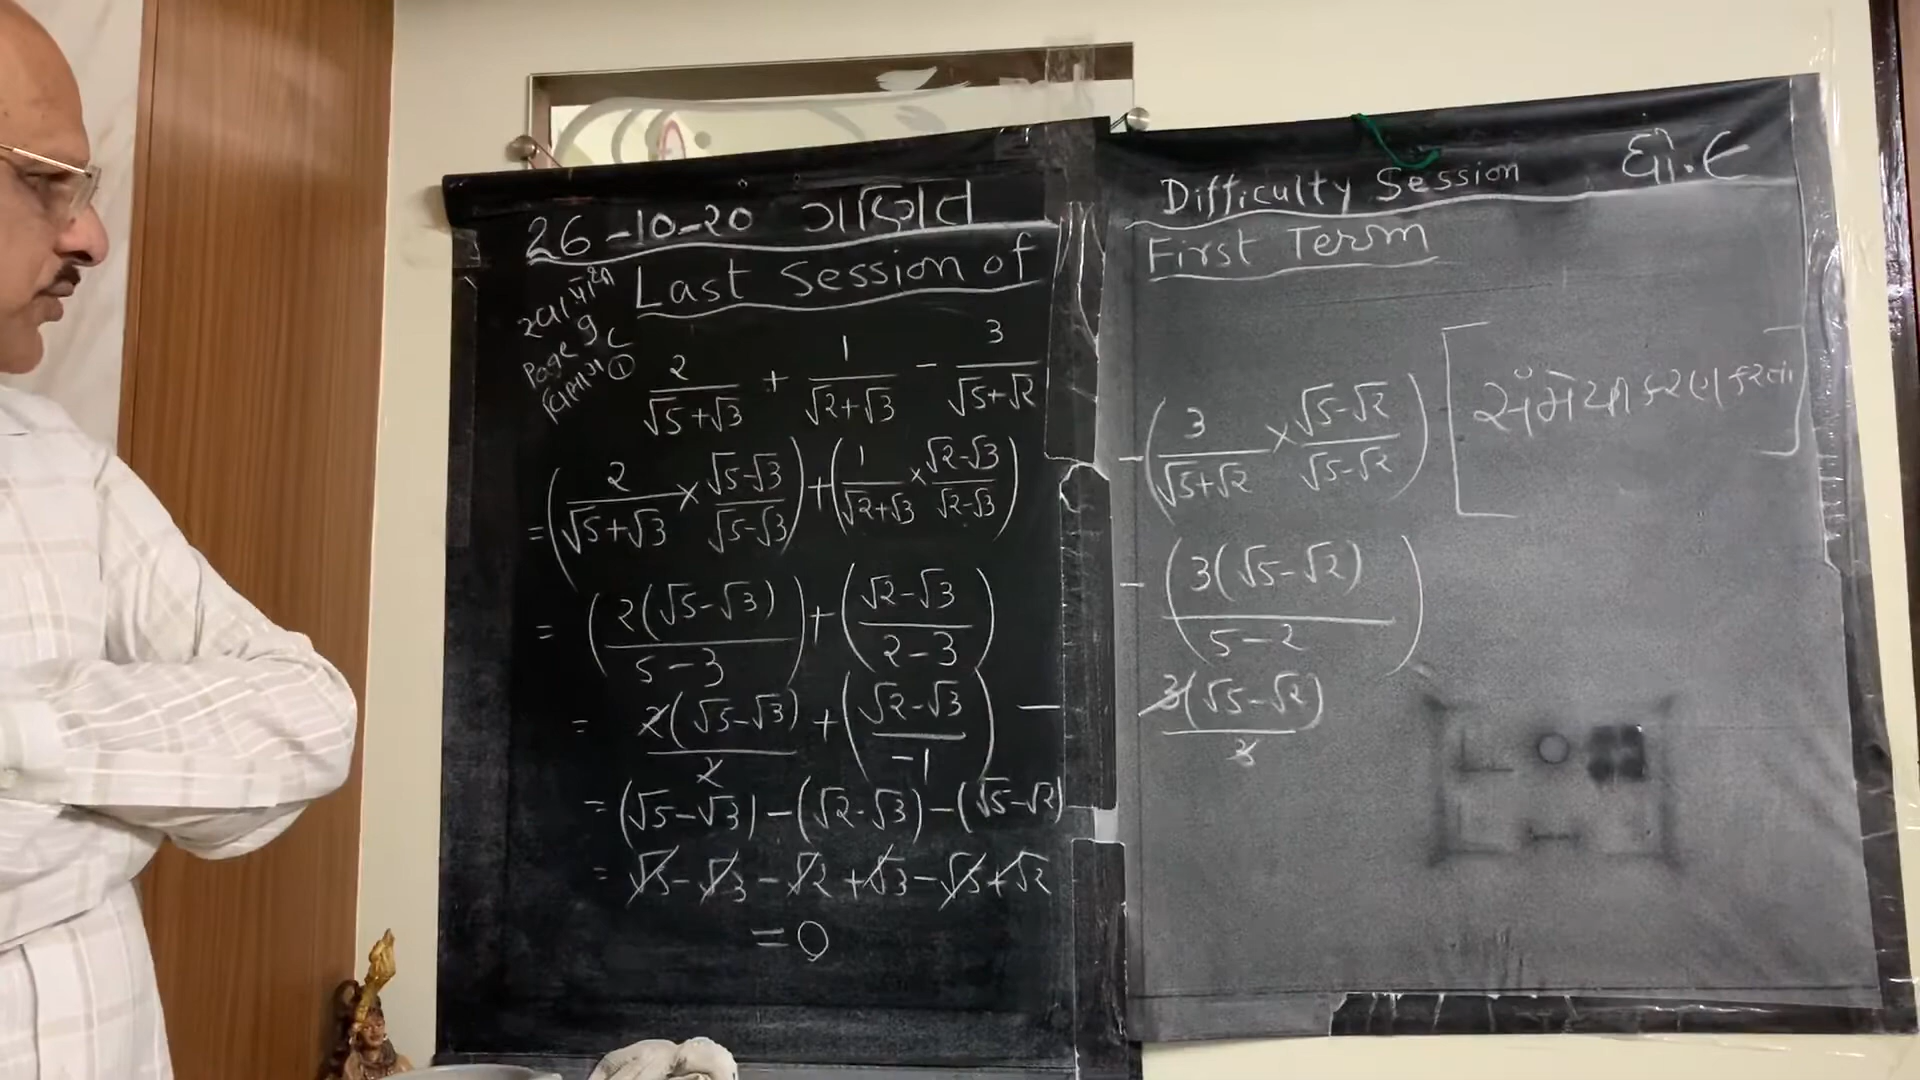 26-10-20 ગણિત
Difficulty Session
ધો.૯
Last Session of
First Term
Page 9
વિભાગ ①
2/(√5+√3) + 1/(√2+√3) - 3/(√5+√2)
= (2/(√5+√3) × (√5-√3)/(√5-√3)) + (1/(√2+√3) × (√2-√3)/(√2-√3)) - (3/(√5+√2) × (√5-√2)/(√5-√2))
= (2(√5-√3)/(5-3)) + ((√2-√3)/(2-3)) - (3(√5-√2)/(5-2))
= 2(√5-√3)/2 + ((√2-√3)/-1) - 3(√5-√2)/3
= (√5-√3)-(√2-√3)-(√5-√2)
= √5-√3-√2+√3-√5+√2
=0